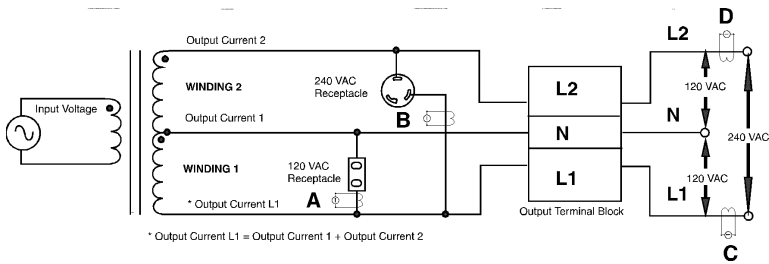 Output Current 2
Input Voltage
WINDING 2
Output Current 1
240 VAC
Receptacle
B
WINDING 1
120 VAC
Receptacle
A
* Output Current L1
* Output Current L1 = Output Current 1 + Output Current 2
L2
N
L1
Output Terminal Block
D
L2
120 VAC
N
240 VAC
120 VAC
L1
C